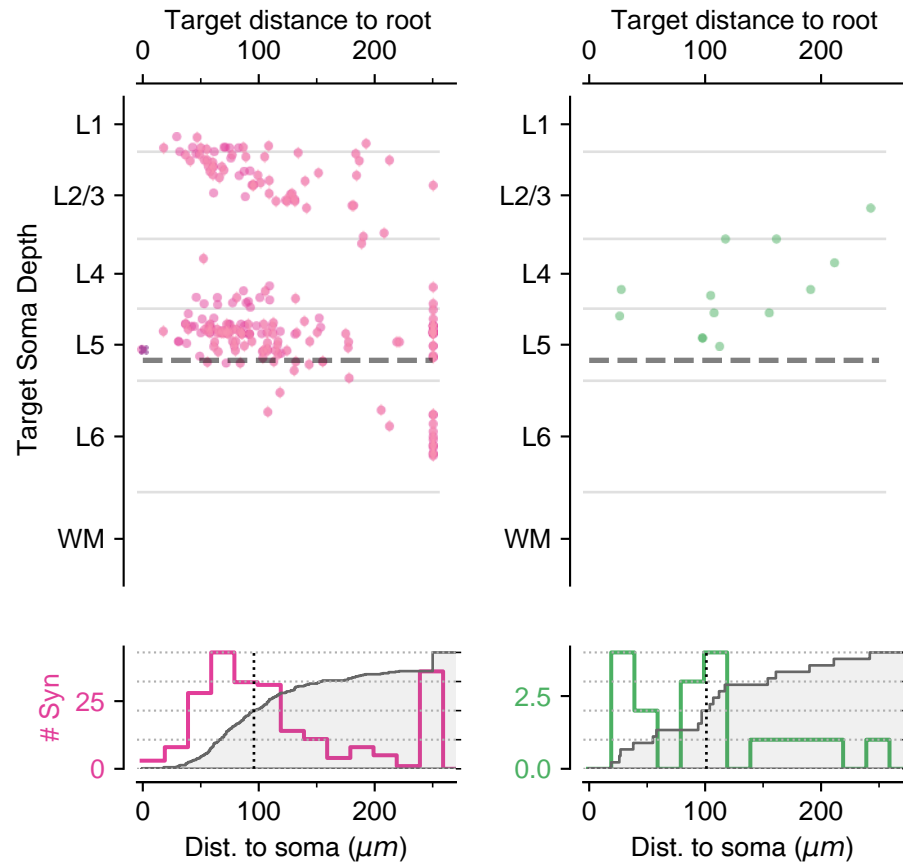 Target distance to root
Target distance to root
0 100 200
0 100 200
L1
L2/3
L4
L5
L6
WM
Target Soma Depth
L1
L2/3
L4
L5
L6
WM
# Syn
25
0
# Syn
2.5
0.0
0 100 200
0 100 200
Dist. to soma (μm)
Dist. to soma (μm)